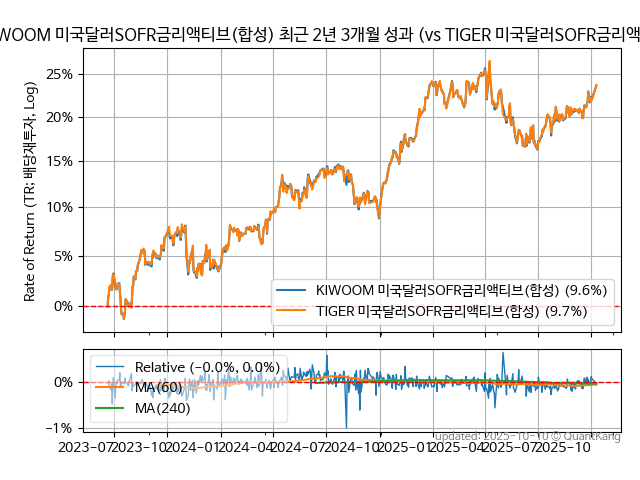 WOOM 미국달러SOFR금리액티브(합성) 최근 2년 3개월 성과 (vs TIGER 미국달러SOFR금리액
Rate of Return (TR: 배당재투자, Log)
25%
20%
15%
10%
5%
0%
KIWOOM 미국달러SOFR금리액티브(합성) (9.6%)
TIGER 미국달러SOFR금리액티브(합성) (9.7%)
0%
−1%
Relative (−0.0%, 0.0%)
MA(60)
MA(240)
updated: 2025-10-10 © QuantKang
2023-07 2023-10 2024-01 2024-04 2024-07 2024-10 2025-01 2025-04 2025-07 2025-10